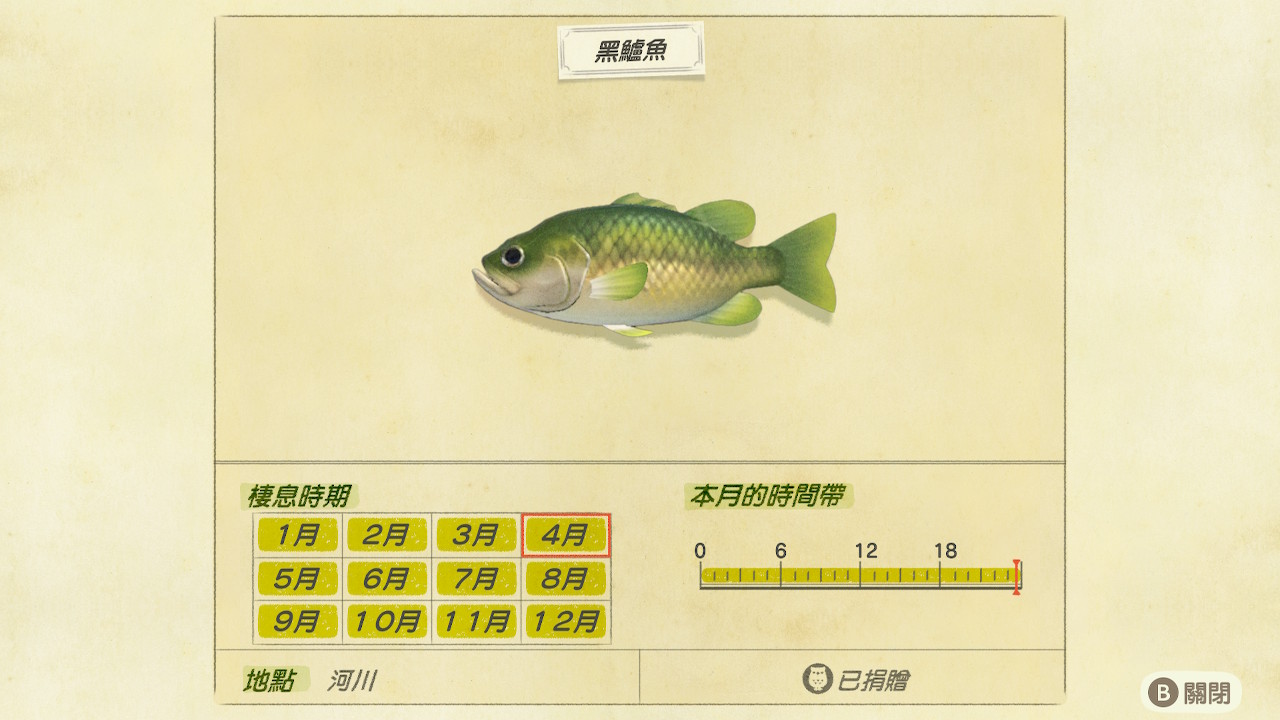 黑鱸魚
棲息時期
1月 2月 3月 4月
5月 6月 7月 8月
9月 10月 11月 12月
本月的時間帶
0 6 12 18
地點 河川
已捐贈
B 關閉